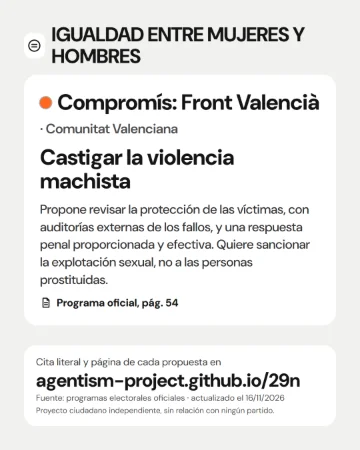 IGUALDAD ENTRE MUJERES Y
HOMBRES
Compromís: Front Valencià
· Comunitat Valenciana
Castigar la violencia
machista
Propone revisar la protección de las víctimas, con
auditorías externas de los fallos, y una respuesta
penal proporcionada y efectiva. Quiere sancionar
la explotación sexual, no a las personas
prostituidas.
Programa oficial, pág. 54
Cita literal y página de cada propuesta en
agentism-project.github.io/29n
Fuente: programas electorales oficiales · actualizado el 16/11/2026
Proyecto ciudadano independiente, sin relación con ningún partido.